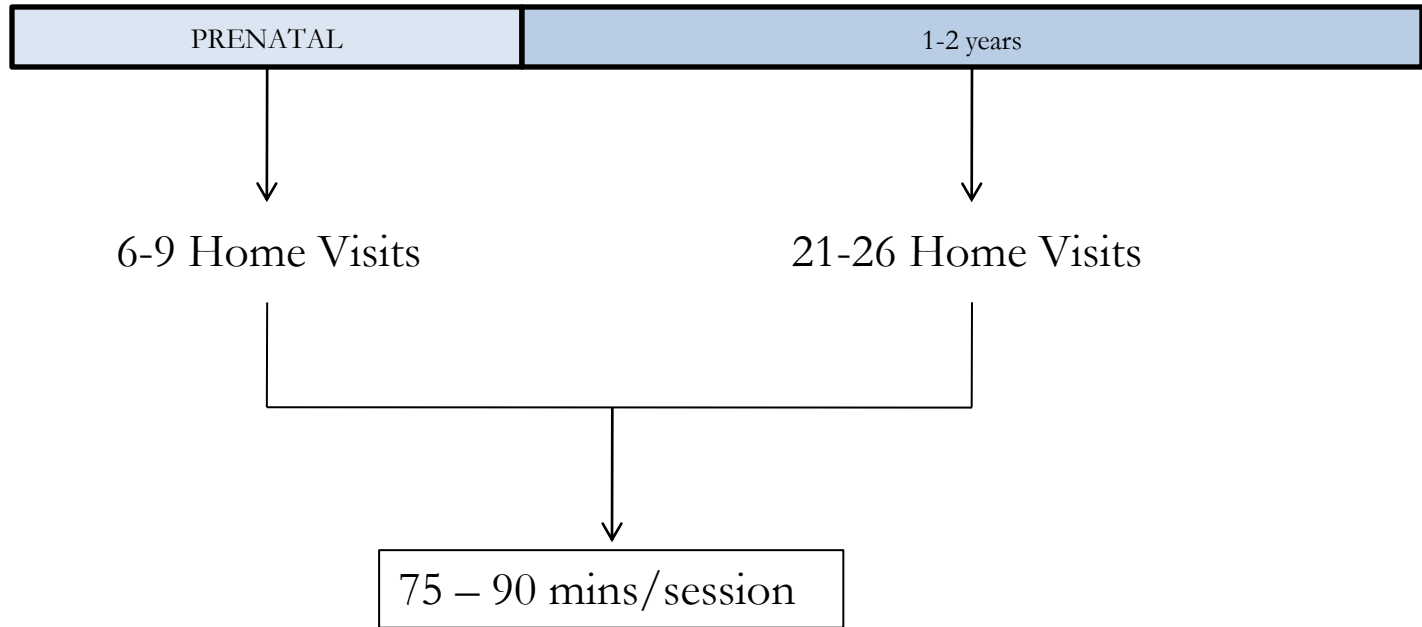 PRENATAL
1-2 years
6-9 Home Visits
21-26 Home Visits
75 – 90 mins/session